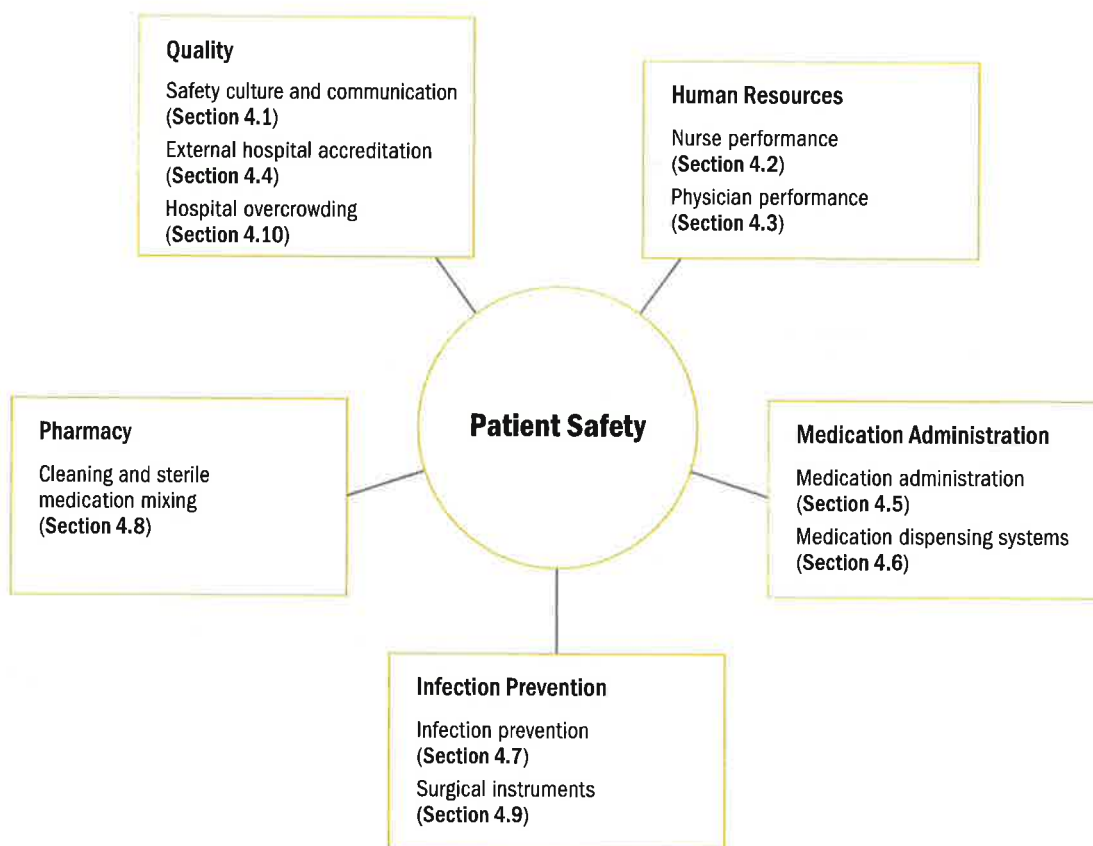 Quality
Safety culture and communication
(Section 4.1)
External hospital accreditation
(Section 4.4)
Hospital overcrowding
(Section 4.10)
Human Resources
Nurse performance
(Section 4.2)
Physician performance
(Section 4.3)
Patient Safety
Pharmacy
Cleaning and sterile
medication mixing
(Section 4.8)
Medication Administration
Medication administration
(Section 4.5)
Medication dispensing systems
(Section 4.6)
Infection Prevention
Infection prevention
(Section 4.7)
Surgical instruments
(Section 4.9)